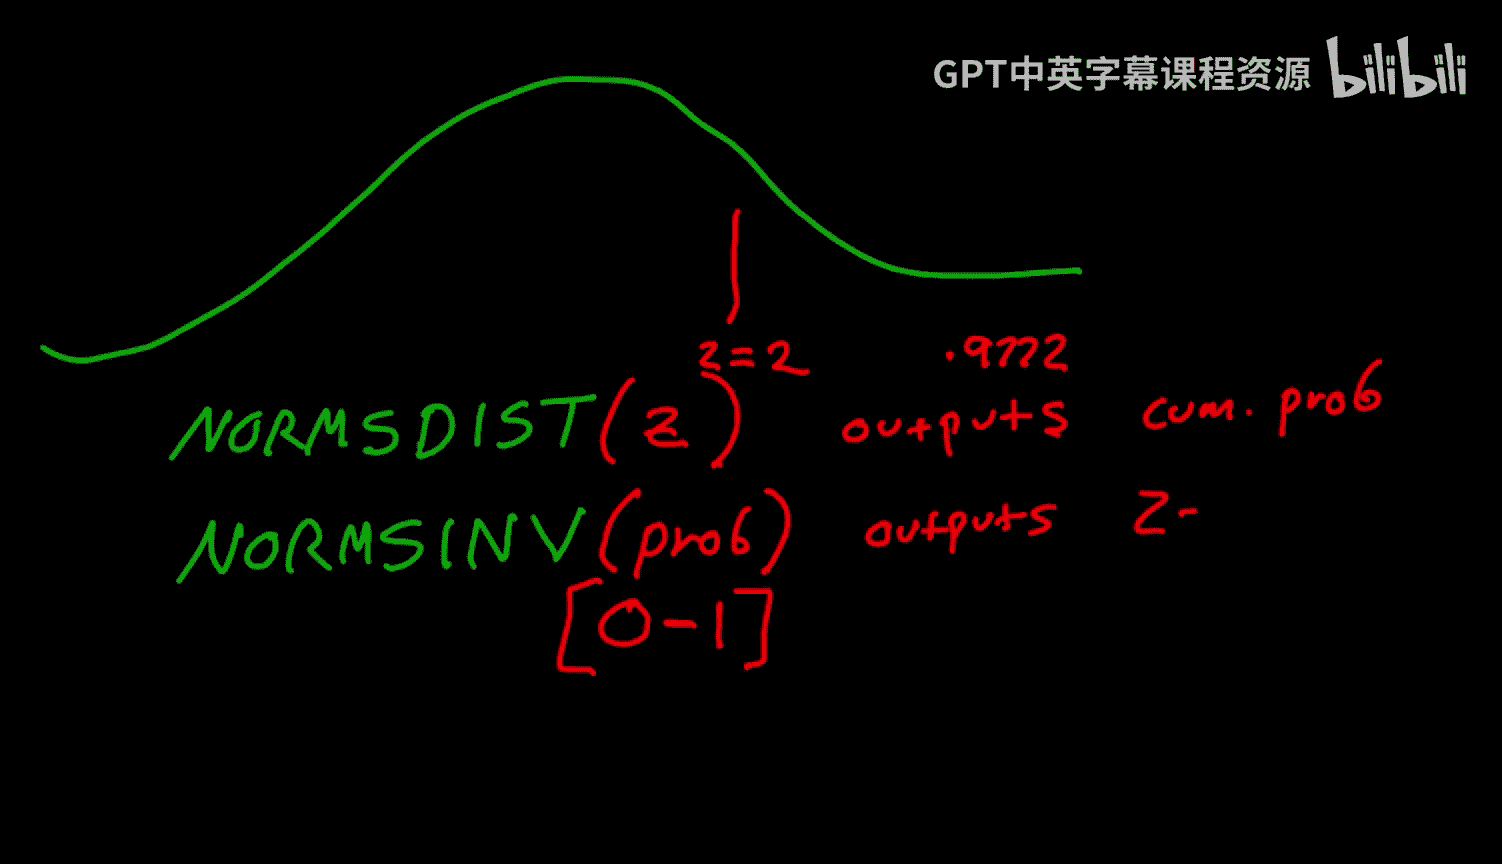 GPT中英字幕课程资源 bilibili
z=2 .9772
NORMSDIST(z) outputs cum. prob
NORMSINV(prob) outputs Z-
[0-1]